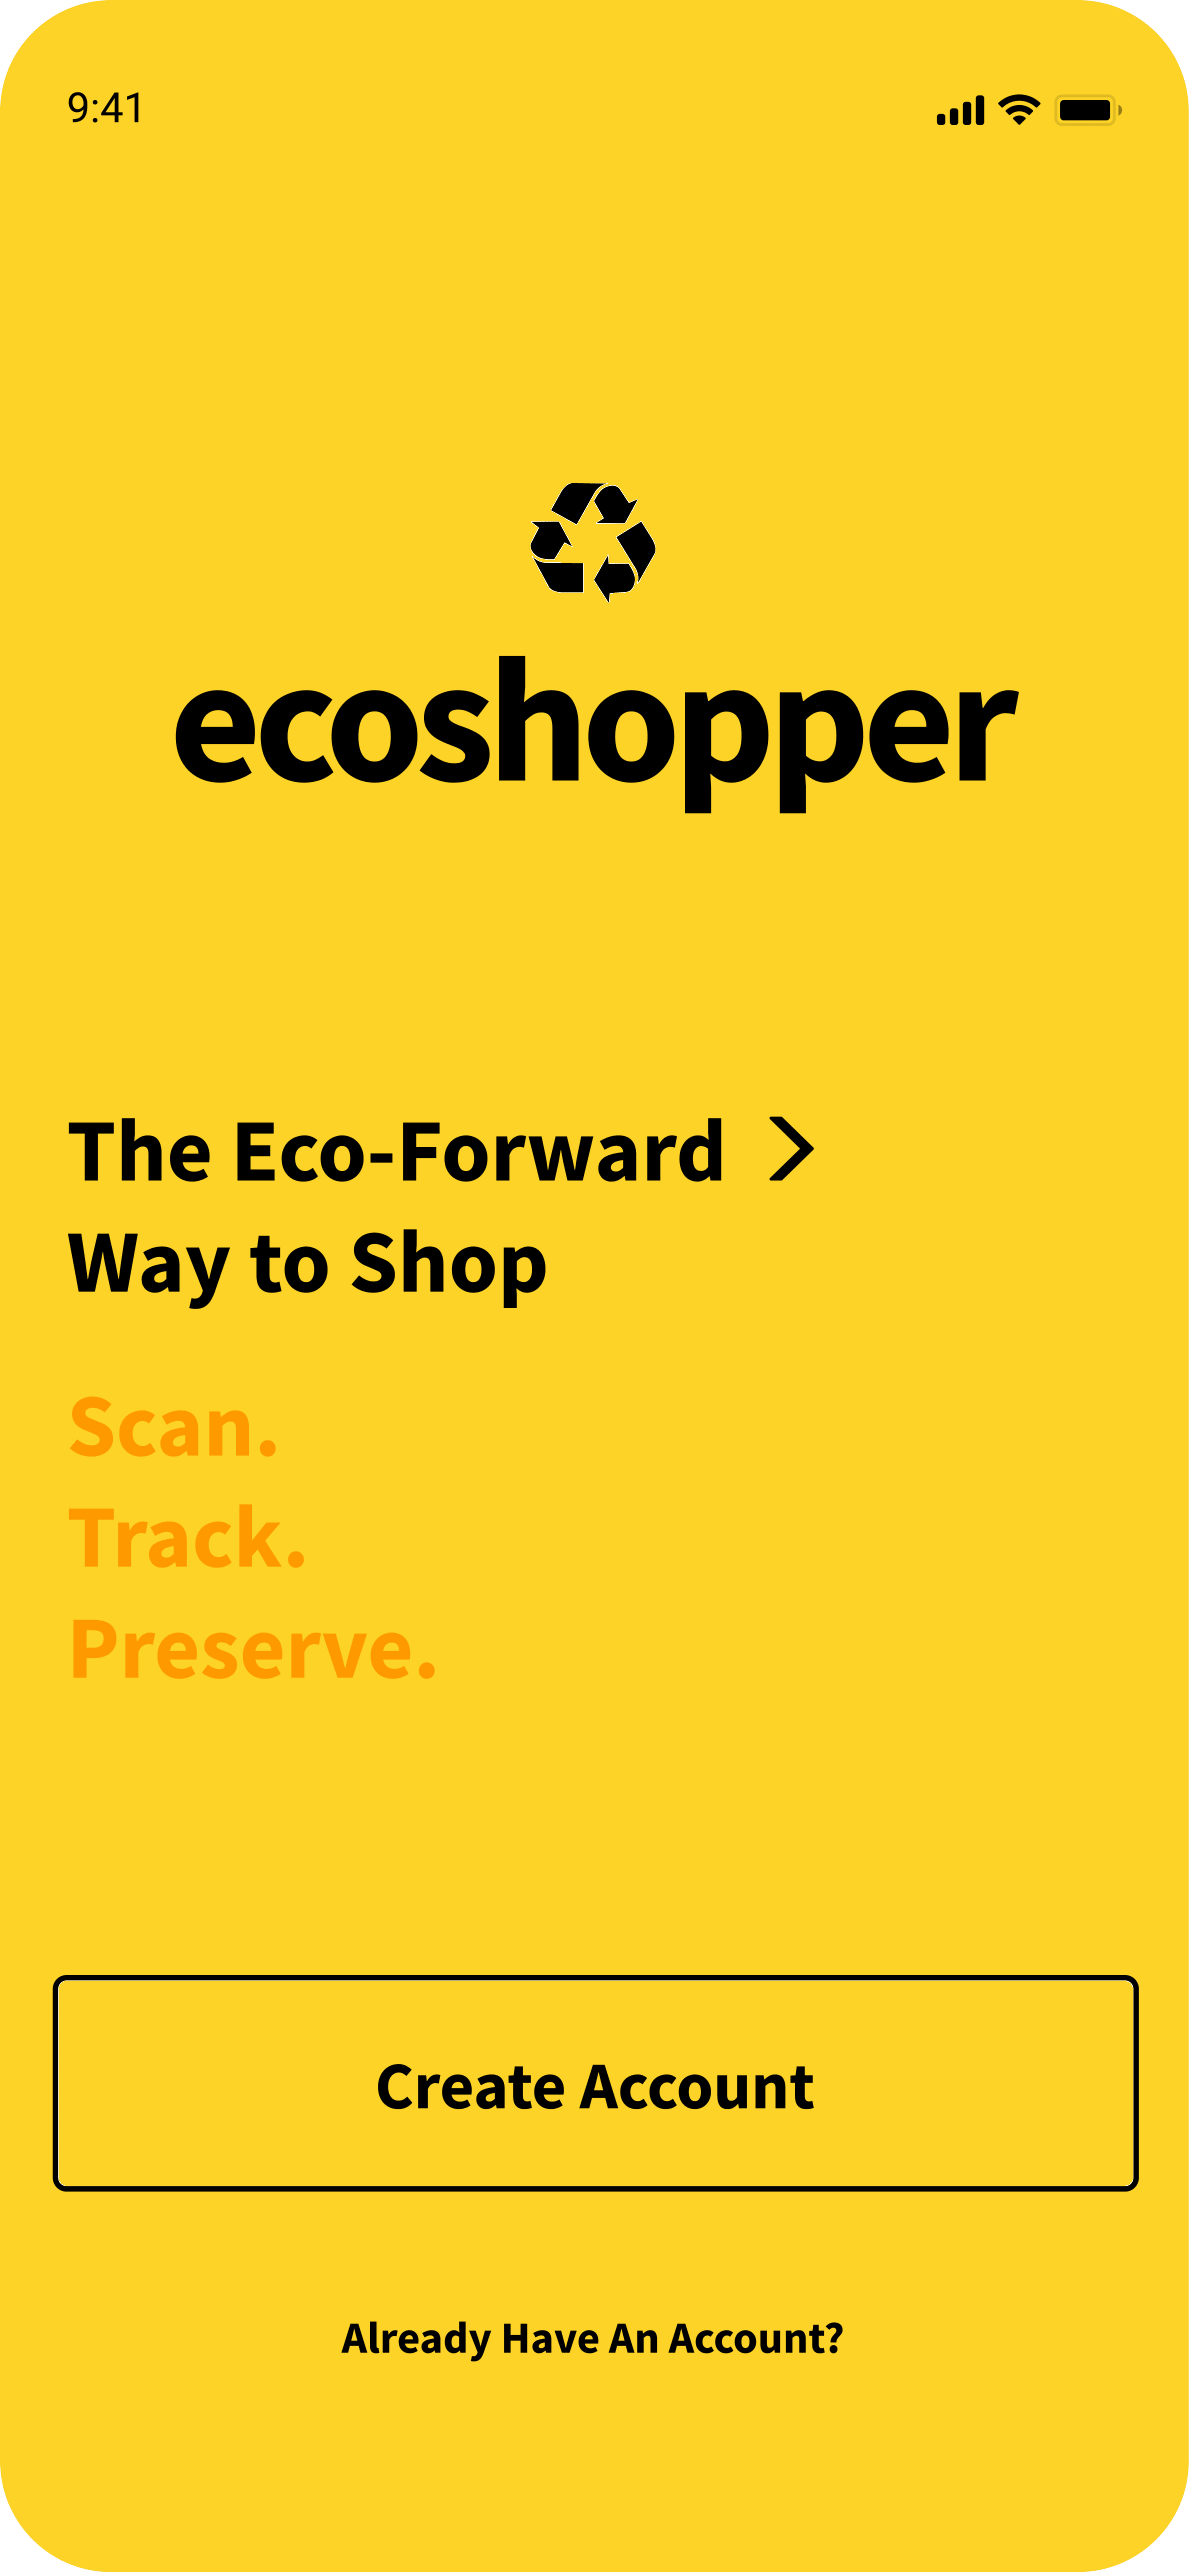 9:41
ecoshopper
The Eco-Forward
Way to Shop
Scan.
Track.
Preserve.
Create Account
Already Have An Account?